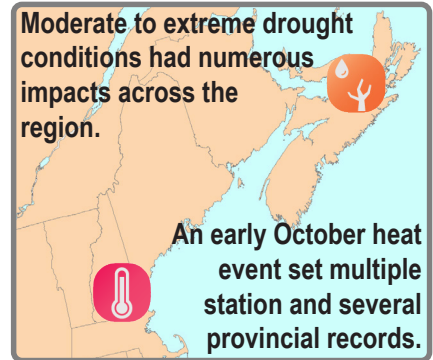 Moderate to extreme drought
conditions had numerous
impacts across the
region.
An early October heat
event set multiple
station and several
provincial records.